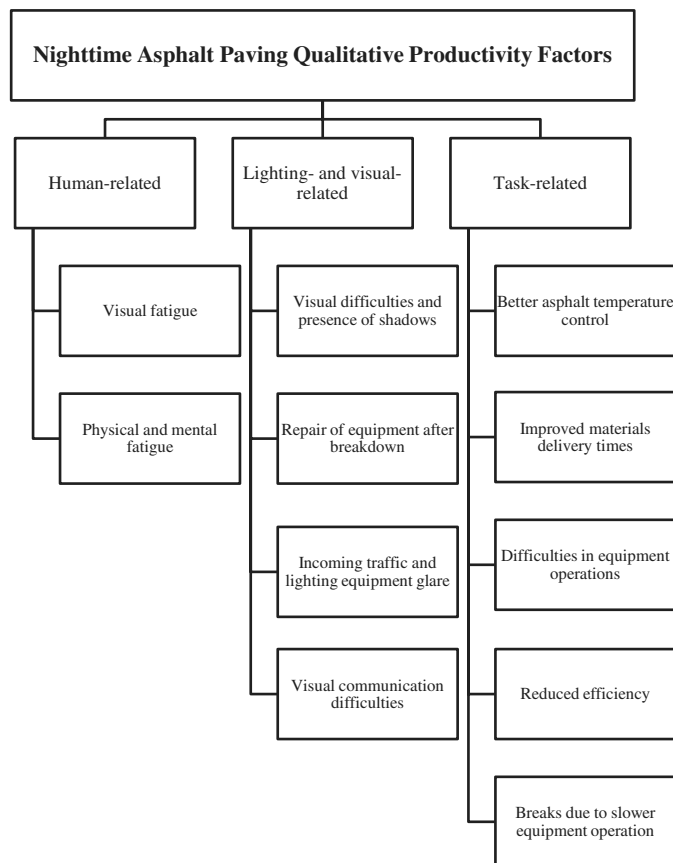 Nighttime Asphalt Paving Qualitative Productivity Factors
Human-related
Lighting- and visual-
related
Task-related
Visual fatigue
Physical and mental
fatigue
Visual difficulties and
presence of shadows
Repair of equipment after
breakdown
Incoming traffic and
lighting equipment glare
Visual communication
difficulties
Better asphalt temperature
control
Improved materials
delivery times
Difficulties in equipment
operations
Reduced efficiency
Breaks due to slower
equipment operation